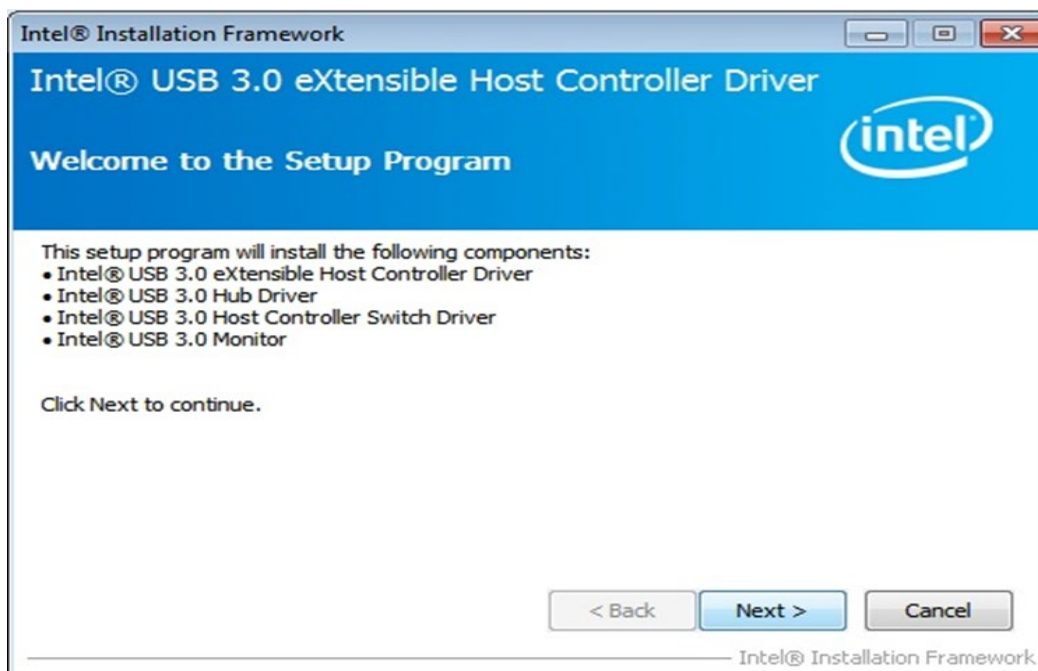 Intel® Installation Framework
Intel® USB 3.0 eXtensible Host Controller Driver
intel®
Welcome to the Setup Program
This setup program will install the following components:
• Intel® USB 3.0 eXtensible Host Controller Driver
• Intel® USB 3.0 Hub Driver
• Intel® USB 3.0 Host Controller Switch Driver
• Intel® USB 3.0 Monitor
Click Next to continue.
< Back Next > Cancel
Intel® Installation Framework